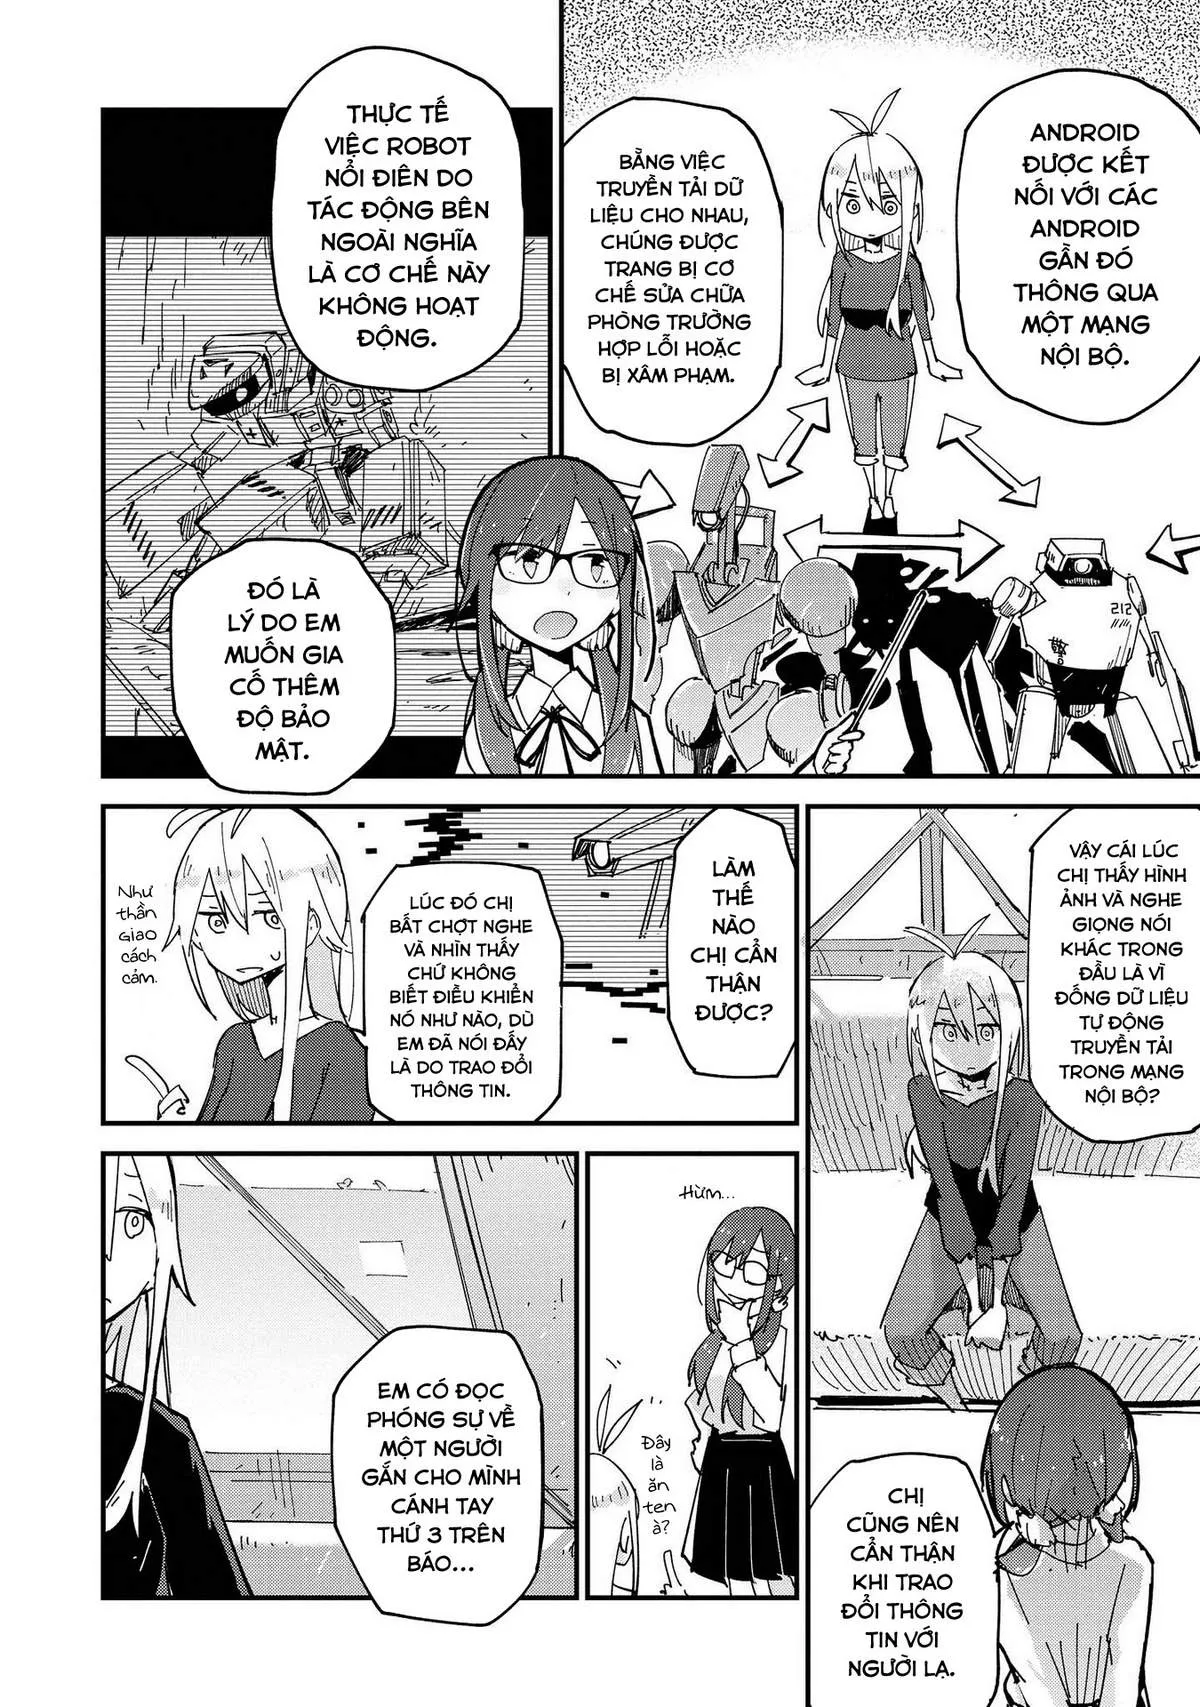 ANDROID
ĐƯỢC KẾT
NỐI VỚI CÁC
ANDROID
GẦN ĐÓ
THÔNG QUA
MỘT MẠNG
NỘI BỘ.
BẰNG VIỆC
TRUYỀN TẢI DỮ
LIỆU CHO NHAU,
CHÚNG ĐƯỢC
TRANG BỊ CƠ
CHẾ SỬA CHỮA
PHÒNG TRƯỜNG
HỢP LỖI HOẶC
BỊ XÂM PHẠM.
212
THỰC TẾ
VIỆC ROBOT
NỔI ĐIÊN DO
TÁC ĐỘNG BÊN
NGOÀI NGHĨA
LÀ CƠ CHẾ NÀY
KHÔNG HOẠT
ĐỘNG.
ĐÓ LÀ
LÝ DO EM
MUỐN GIA
CỐ THÊM
ĐỘ BẢO
MẬT.
VẬY CÁI LÚC
CHỊ THẤY HÌNH
ẢNH VÀ NGHE
GIỌNG NÓI
KHÁC TRONG
ĐẦU LÀ VÌ
ĐỐNG DỮ LIỆU
TỰ ĐỘNG
TRUYỀN TẢI
TRONG MẠNG
NỘI BỘ?
CHỊ
CŨNG NÊN
CẨN THẬN
KHI TRAO
ĐỔI THÔNG
TIN VỚI
NGƯỜI LẠ.
LÀM
THẾ
NÀO
CHỊ CẨN
THẬN
ĐƯỢC?
LÚC ĐÓ CHỊ
BẤT CHỢT NGHE
VÀ NHÌN THẤY
CHỨ KHÔNG
BIẾT ĐIỀU KHIỂN
NÓ NHƯ NÀO, DÙ
EM ĐÃ NÓI ĐẤY
LÀ DO TRAO ĐỔI
THÔNG TIN.
Như
thần
giao
cách
cảm.
Hừm...
Đây
là
ăn
ten
à?
EM CÓ ĐỌC
PHÓNG SỰ VỀ
MỘT NGƯỜI
GẮN CHO MÌNH
CÁNH TAY
THỨ 3 TRÊN
BÁO...